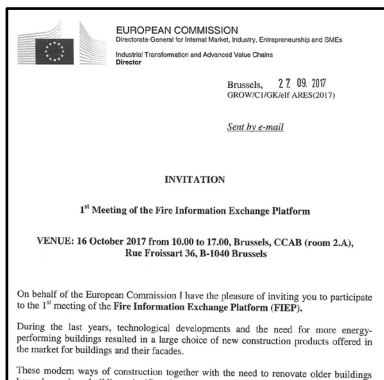 EUROPEAN COMMISSION
Directorate-General for Internal Market, Industry, Entrepreneurship and SMEs
Industrial Transformation and Advanced Value Chains
Director
Brussels, 27. 09. 2017
GROW/C1/GK/elf ARES(2017)
Sent by e-mail
INVITATION
1st Meeting of the Fire Information Exchange Platform
VENUE: 16 October 2017 from 10.00 to 17.00, Brussels, CCAB (room 2.A),
Rue Froissart 36, B-1040 Brussels
On behalf of the European Commission I have the pleasure of inviting you to participate
to the 1st meeting of the Fire Information Exchange Platform (FIEP).
During the last years, technological developments and the need for more energy-
performing buildings resulted in a large choice of new construction products offered in
the market for buildings and their facades.
These modern ways of construction together with the need to renovate older buildings